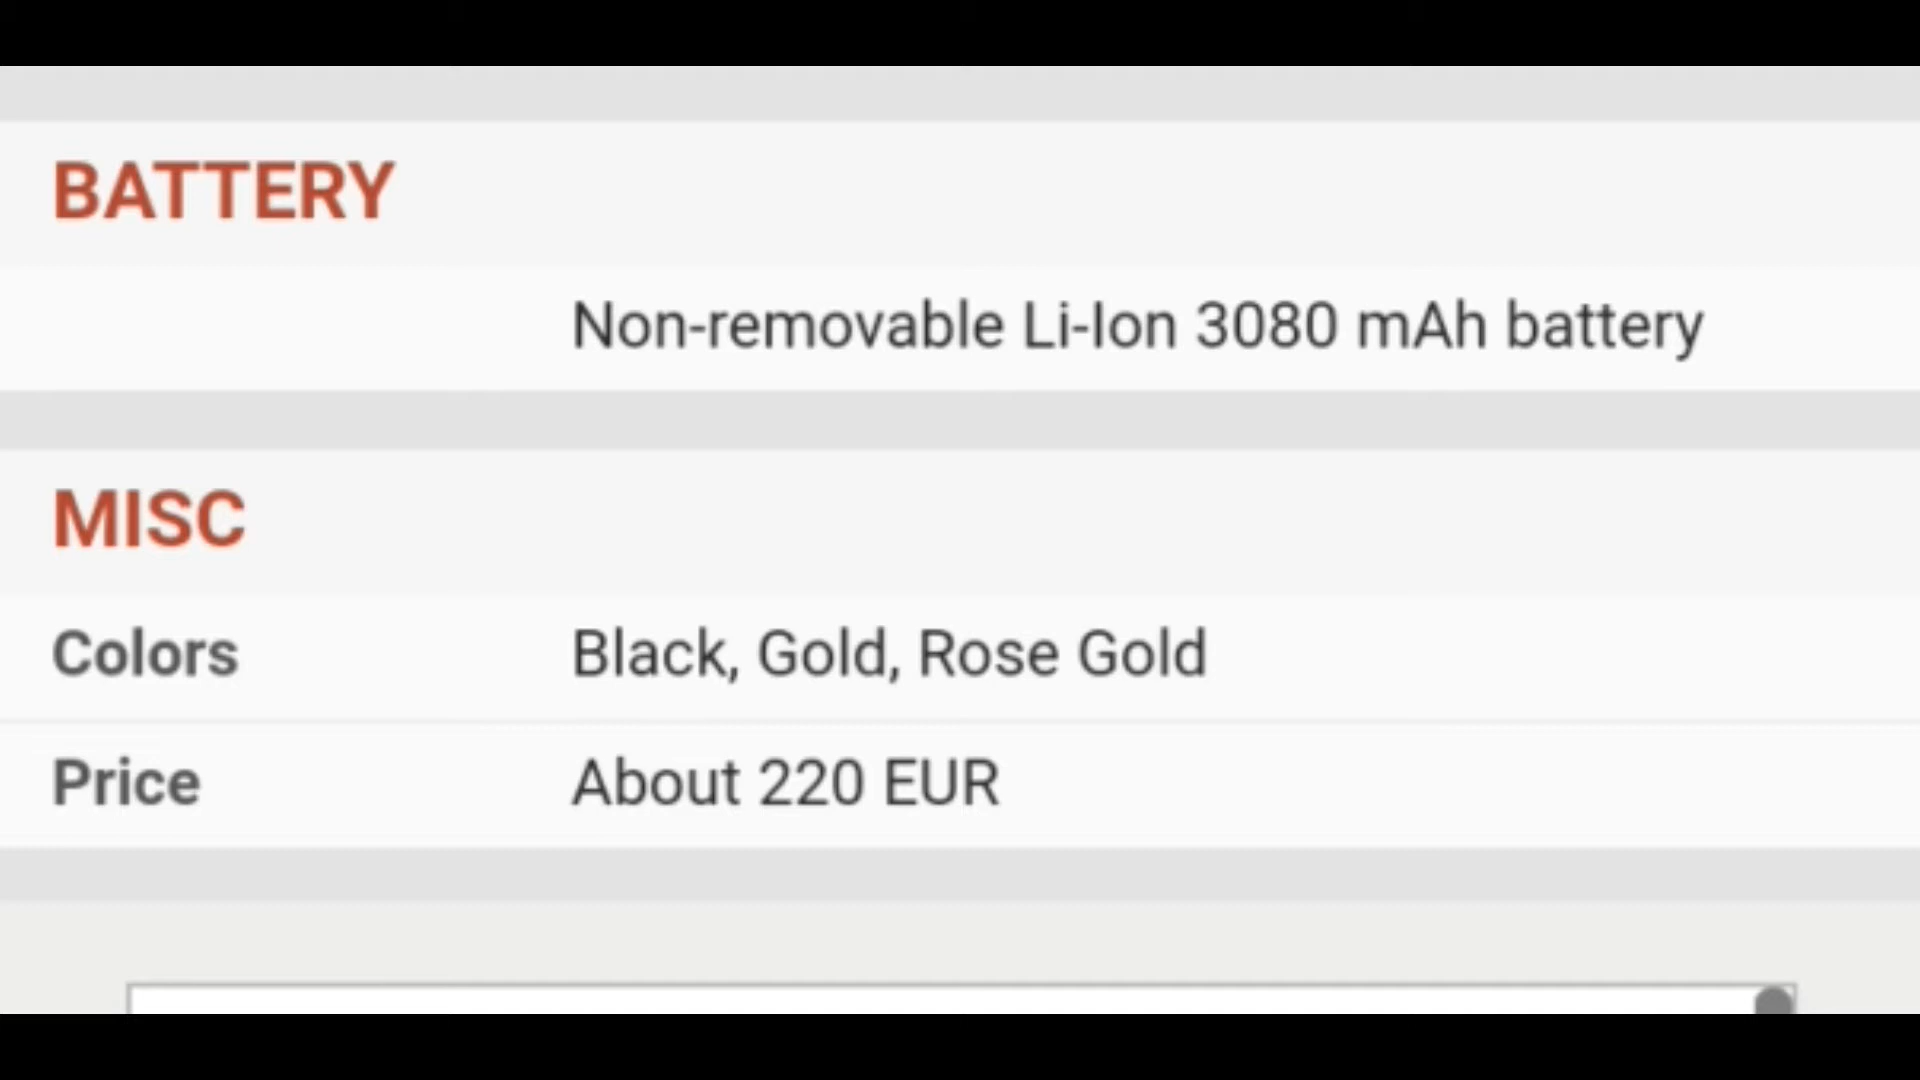 BATTERY
Non-removable Li-Ion 3080 mAh battery
MISC
Colors Black, Gold, Rose Gold
Price About 220 EUR